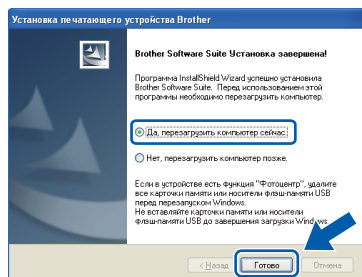 Установка печатающего устройства Brother
Brother Software Suite Установка завершена!
Программа InstallShield Wizard успешно установила
Brother Software Suite. Перед использованием этой
программы необходимо перезагрузить компьютер.
Да, перезагрузить компьютер сейчас.
Нет, перезагрузить компьютер позже.
Если в устройстве есть функция "Фотоцентр", удалите
все карточки памяти или носители флэш-памяти USB
перед перезапуском Windows.
Не вставляйте карточки памяти или носители
флэш-памяти USB до завершения загрузки Windows.
< Назад Готово Отмена